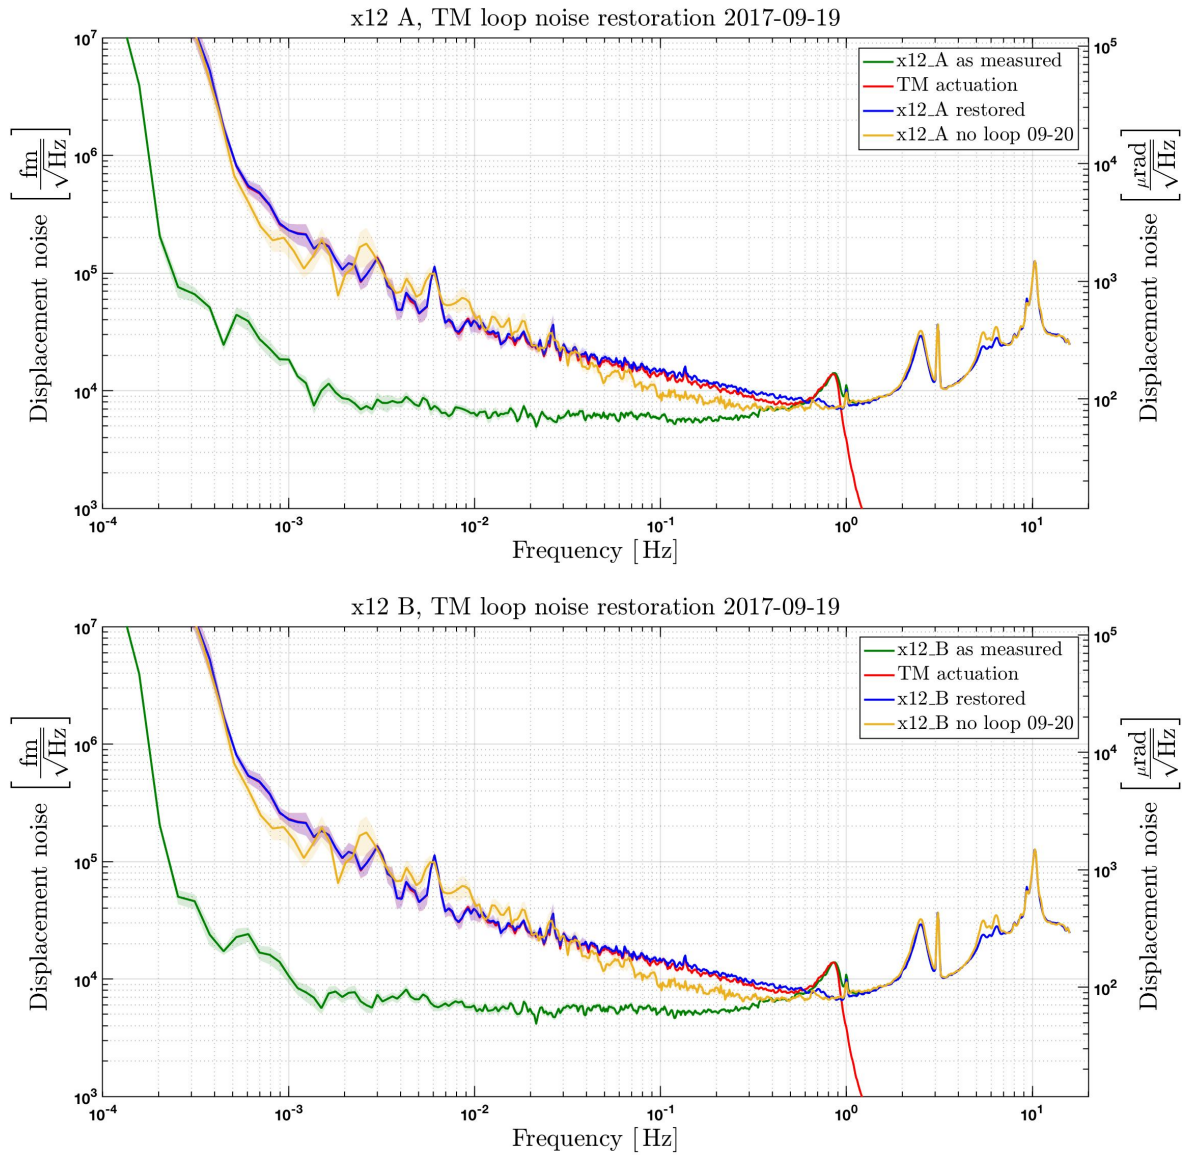 x12 A, TM loop noise restoration 2017-09-19
10^7
10^6
10^5
10^4
10^3
10^5
10^4
10^3
10^2
Displacement noise [fm/√Hz]
Displacement noise [μrad/√Hz]
x12_A as measured
TM actuation
x12_A restored
x12_A no loop 09-20
10^-4 10^-3 10^-2 10^-1 10^0 10^1
Frequency [Hz]
x12 B, TM loop noise restoration 2017-09-19
10^7
10^6
10^5
10^4
10^3
10^5
10^4
10^3
10^2
Displacement noise [fm/√Hz]
Displacement noise [μrad/√Hz]
x12_B as measured
TM actuation
x12_B restored
x12_B no loop 09-20
10^-4 10^-3 10^-2 10^-1 10^0 10^1
Frequency [Hz]